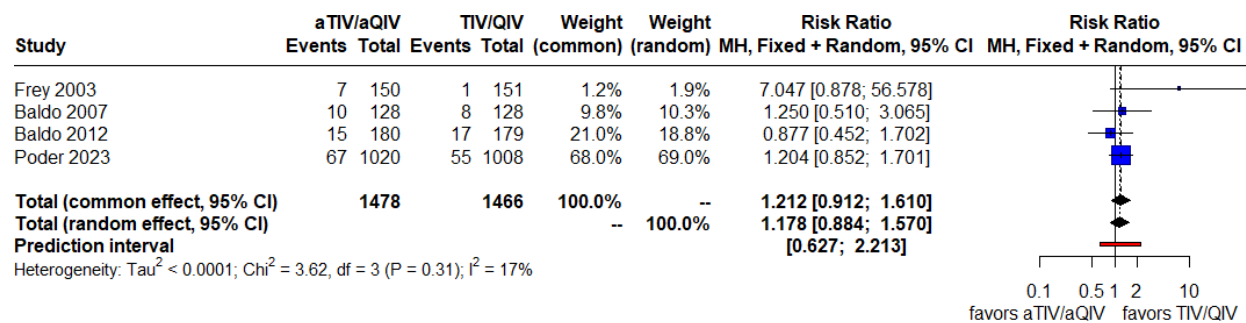 aTIV/aQIV TIV/QIV Weight Weight Risk Ratio Risk Ratio
Study Events Total Events Total (common) (random) MH, Fixed + Random, 95% CI MH, Fixed + Random, 95% CI
Frey 2003 7 150 1 151 1.2% 1.9% 7.047 [0.878; 56.578]
Baldo 2007 10 128 8 128 9.8% 10.3% 1.250 [0.510; 3.065]
Baldo 2012 15 180 17 179 21.0% 18.8% 0.877 [0.452; 1.702]
Poder 2023 67 1020 55 1008 68.0% 69.0% 1.204 [0.852; 1.701]
Total (common effect, 95% CI) 1478 1466 100.0% -- 1.212 [0.912; 1.610]
Total (random effect, 95% CI) -- 100.0% 1.178 [0.884; 1.570]
Prediction interval [0.627; 2.213]
Heterogeneity: Tau² < 0.0001; Chi² = 3.62, df = 3 (P = 0.31); I² = 17%
0.1 0.5 1 2 10
favors aTIV/aQIV favors TIV/QIV